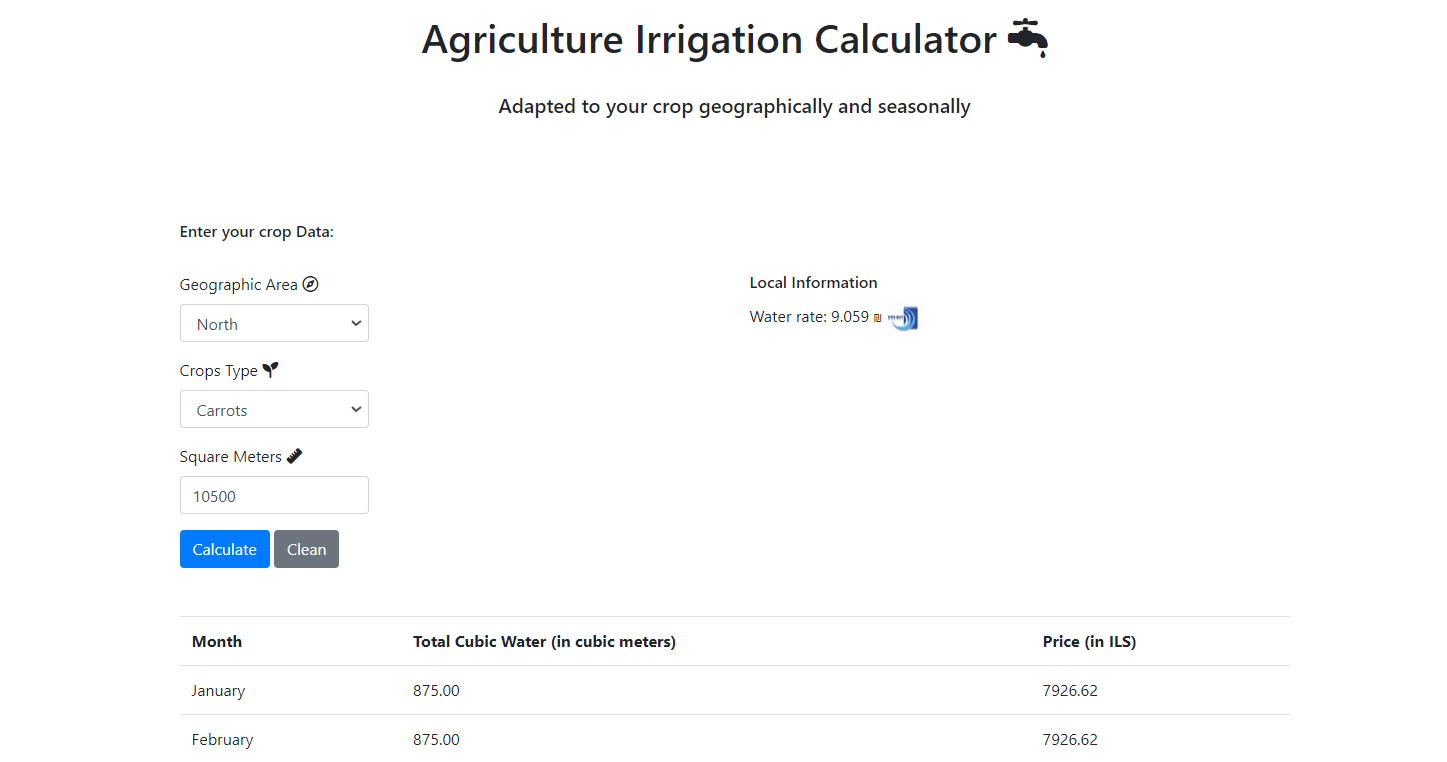 Agriculture Irrigation Calculator
Adapted to your crop geographically and seasonally
Enter your crop Data:
Geographic Area
North
Crops Type
Carrots
Square Meters
10500
Calculate Clean
Local Information
Water rate: 9.059 ₪
Month Total Cubic Water (in cubic meters) Price (in ILS)
January 875.00 7926.62
February 875.00 7926.62